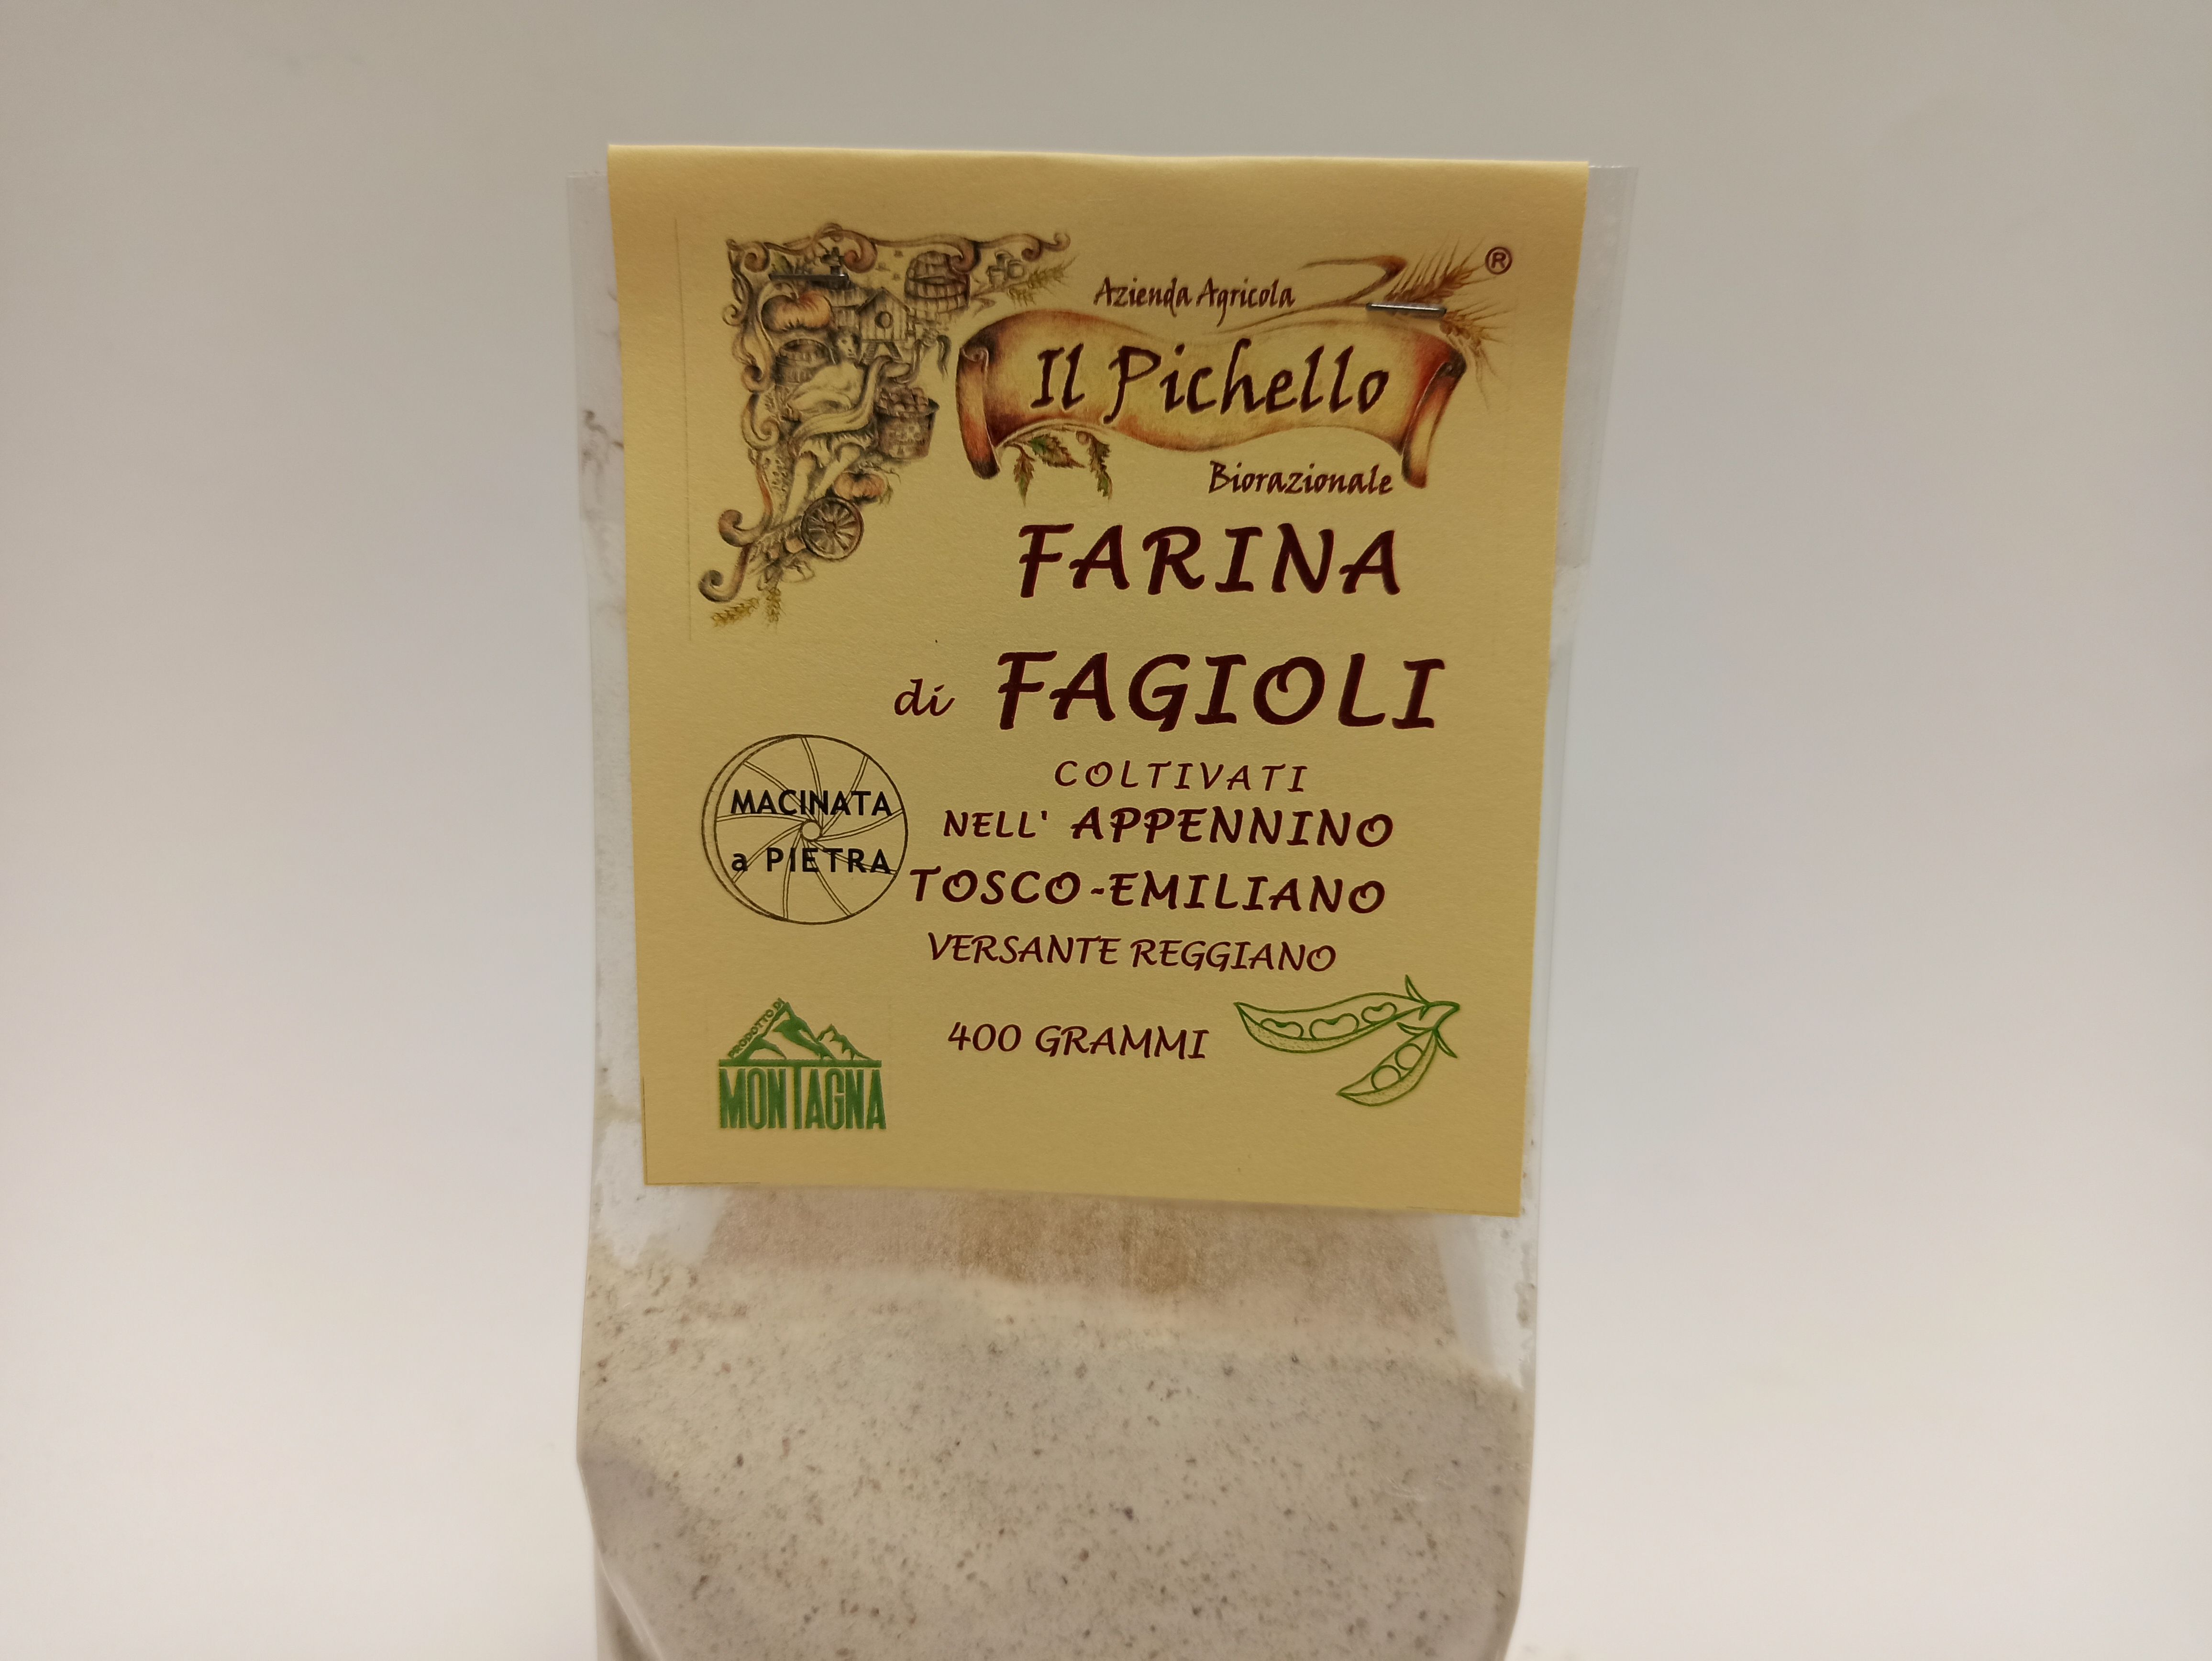 Azienda Agricola
®
Il Pichello
Biorazionale
FARINA
di FAGIOLI
COLTIVATI
NELL' APPENNINO
TOSCO-EMILIANO
VERSANTE REGGIANO
MACINATA
a PIETRA
400 GRAMMI
PRODOTTO DI
MONTAGNA